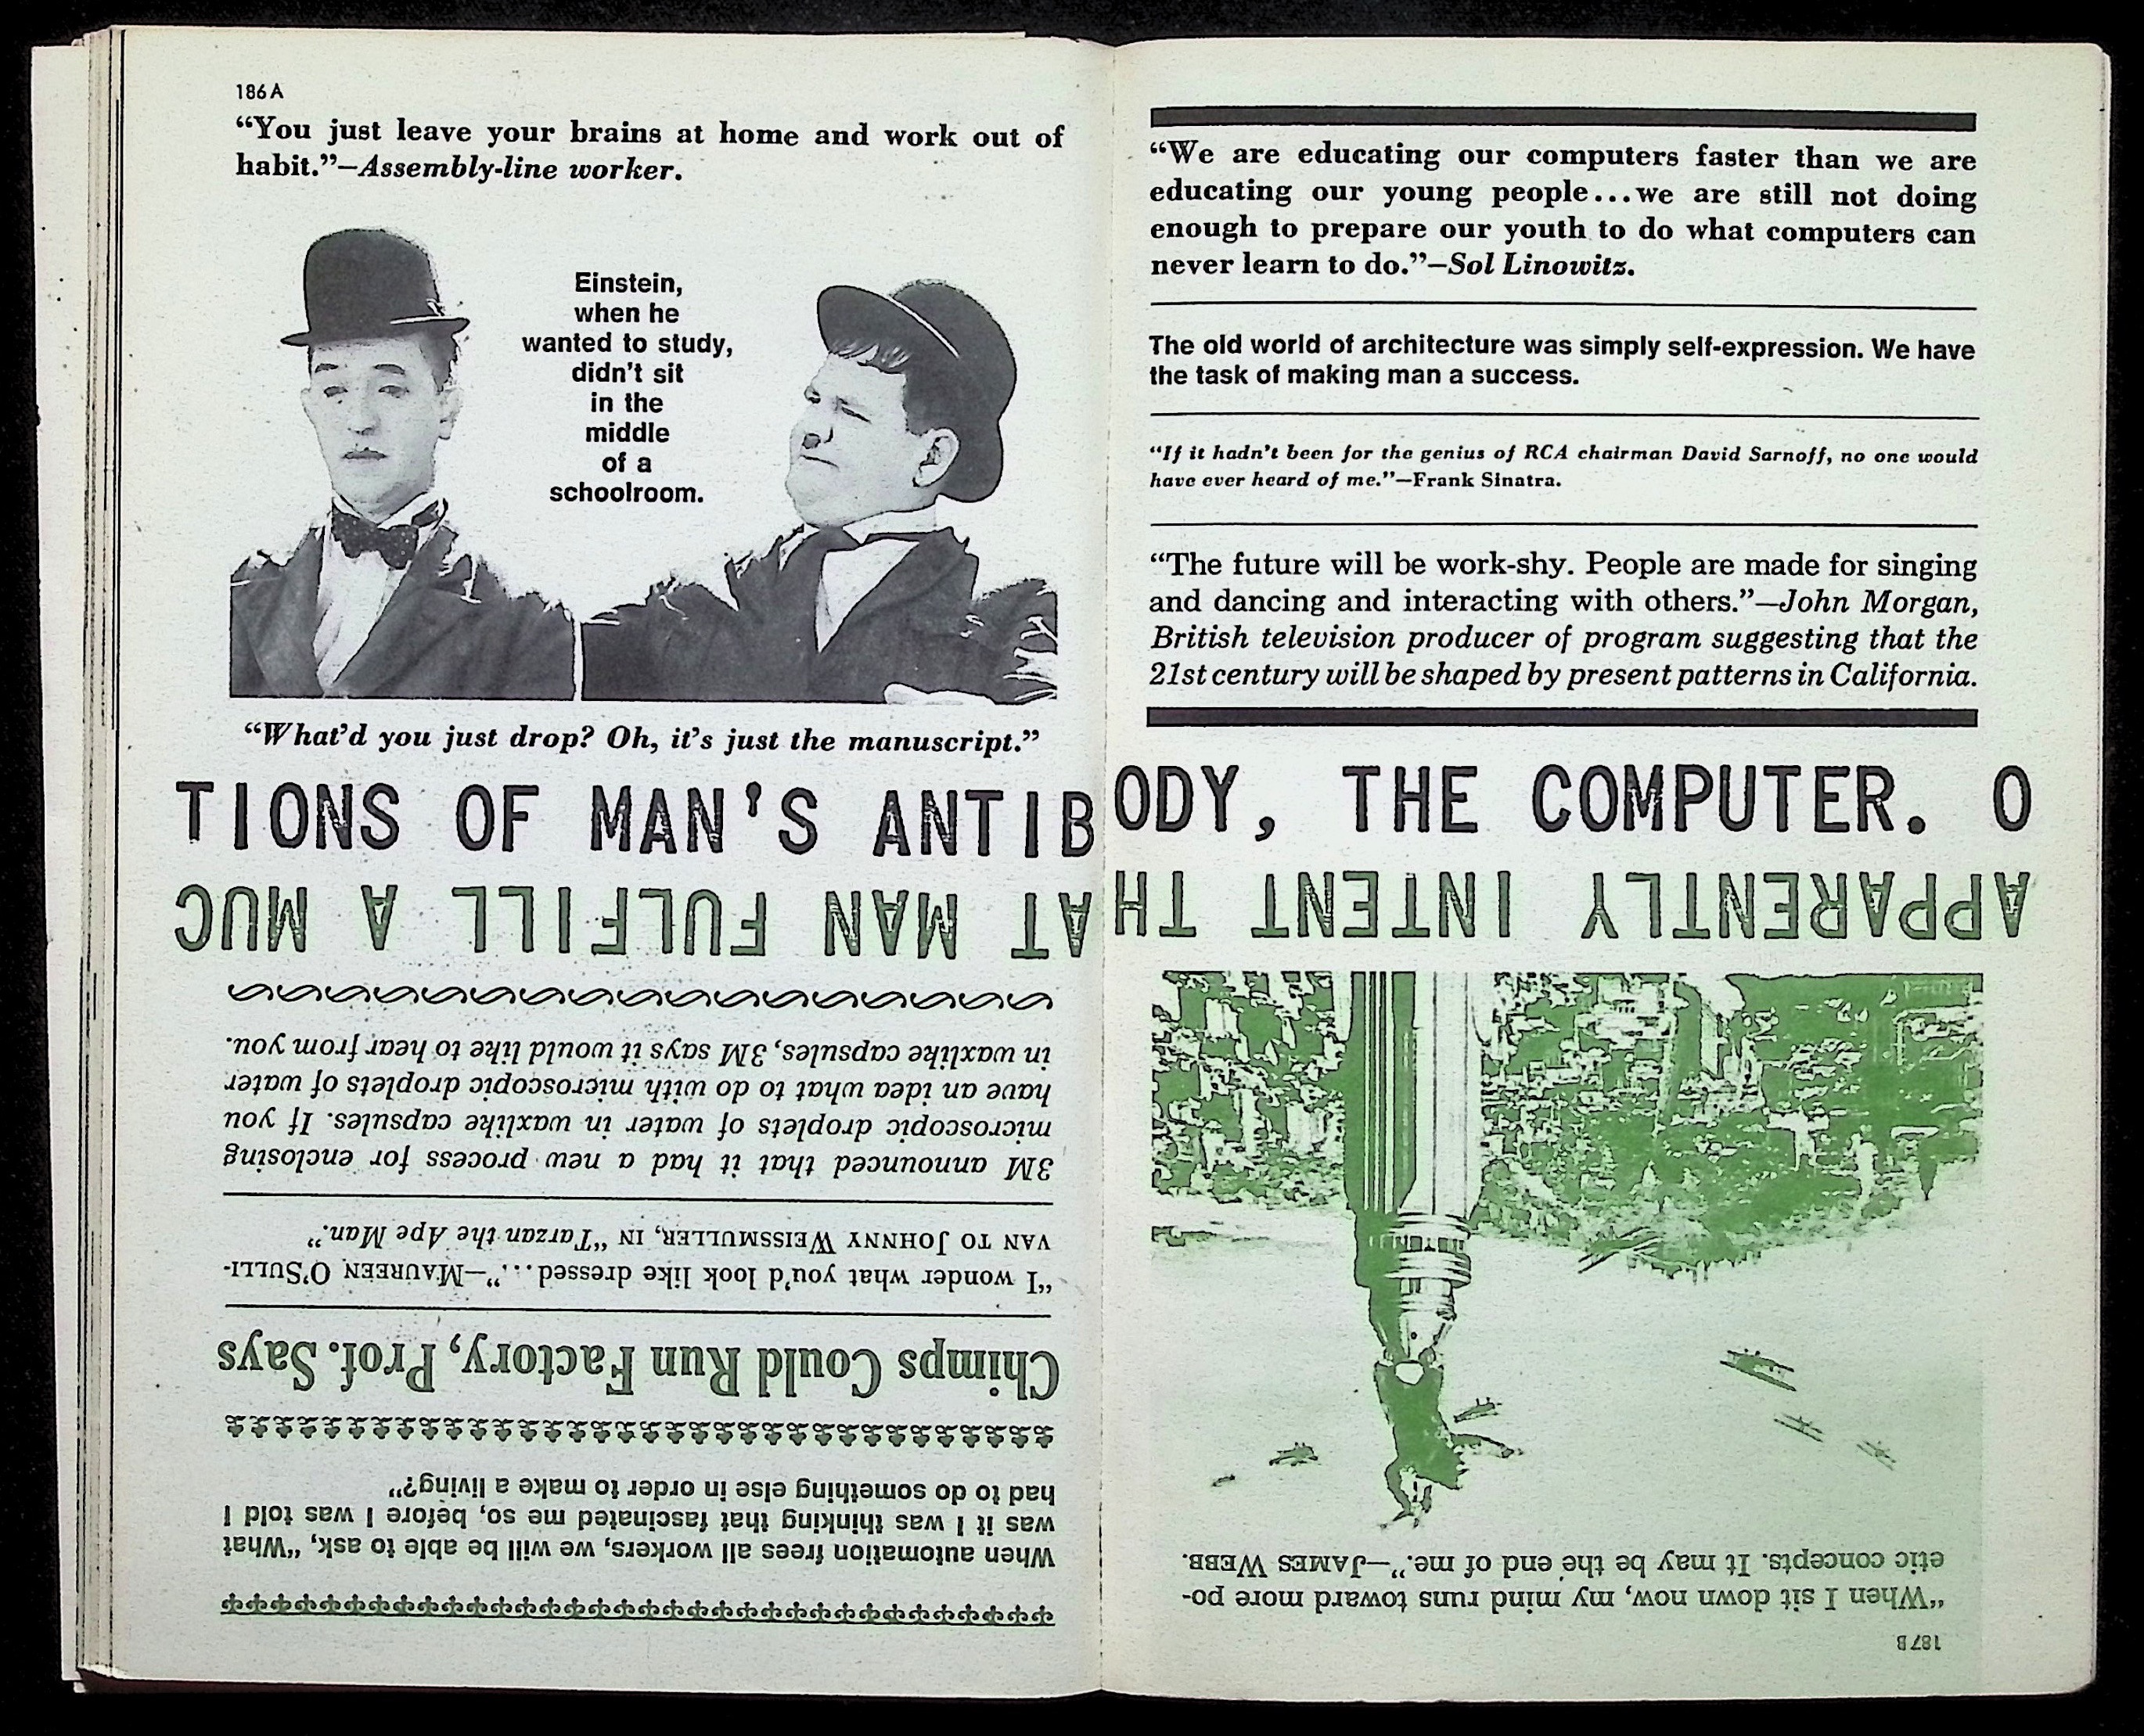 186A
“You just leave your brains at home and work out of
habit.”—Assembly-line worker.
Einstein,
when he
wanted to study,
didn’t sit
in the
middle
of a
schoolroom.
“What’d you just drop? Oh, it’s just the manuscript.”
“We are educating our computers faster than we are
educating our young people...we are still not doing
enough to prepare our youth to do what computers can
never learn to do.”—Sol Linowitz.
The old world of architecture was simply self-expression. We have
the task of making man a success.
“If it hadn’t been for the genius of RCA chairman David Sarnoff, no one would
have ever heard of me.”—Frank Sinatra.
“The future will be work-shy. People are made for singing
and dancing and interacting with others.”—John Morgan,
British television producer of program suggesting that the
21st century will be shaped by present patterns in California.
TIONS OF MAN’S ANTIBODY, THE COMPUTER. O
187B
“When I sit down now, my mind runs toward more po-
etic concepts. It may be the end of me.”—JAMES WEBB.
APPARENTLY INTENT THAT MAN FULFILL A MUC
When automation frees all workers, we will be able to ask, “What
was it I was thinking that fascinated me so, before I was told I
had to do something else in order to make a living?”
Chimps Could Run Factory, Prof. Says
“I wonder what you’d look like dressed...”—MAUREEN O’SULLI-
VAN TO JOHNNY WEISSMULLER, IN “Tarzan the Ape Man.”
3M announced that it had a new process for enclosing
microscopic droplets of water in waxlike capsules. If you
have an idea what to do with microscopic droplets of water
in waxlike capsules, 3M says it would like to hear from you.